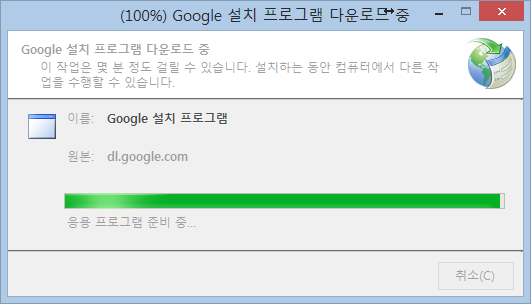 (100%) Google 설치 프로그램 다운로드 중
Google 설치 프로그램 다운로드 중
이 작업은 몇 분 정도 걸릴 수 있습니다. 설치하는 동안 컴퓨터에서 다른 작
업을 수행할 수 있습니다.
이름: Google 설치 프로그램
원본: dl.google.com
응용 프로그램 준비 중...
취소(C)